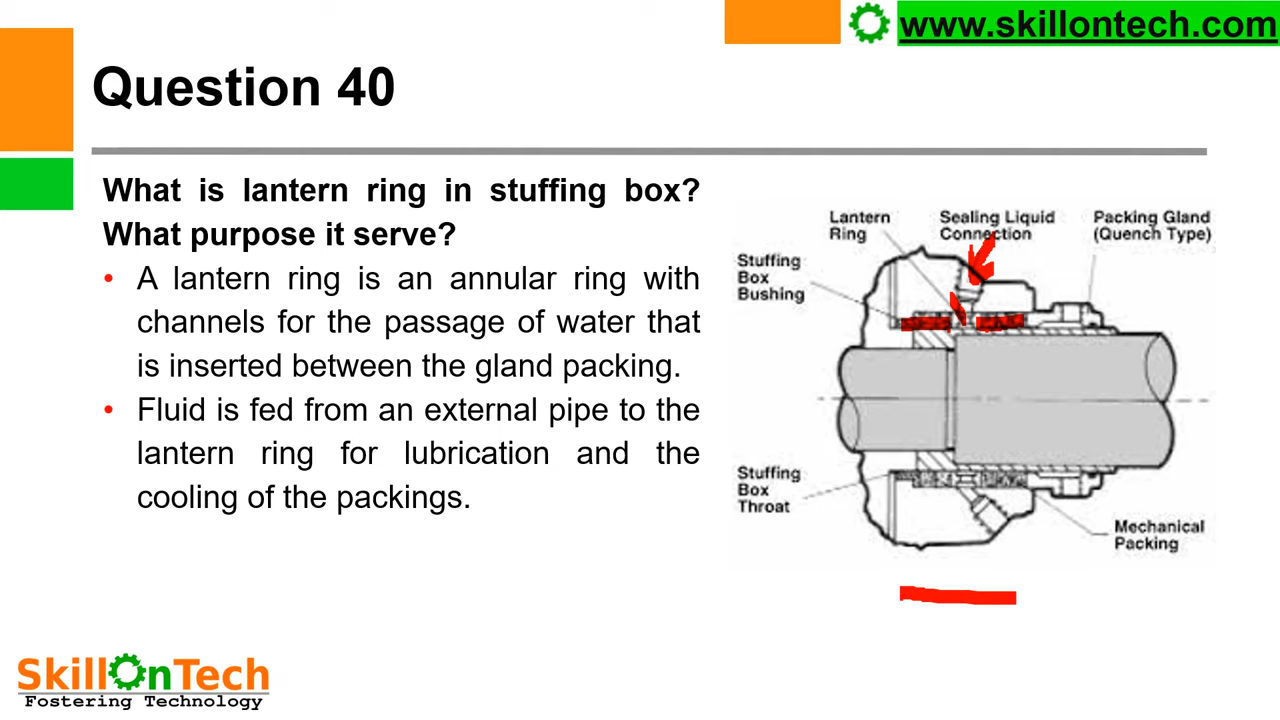 www.skillontech.com
Question 40
What is lantern ring in stuffing box?
What purpose it serve?
• A lantern ring is an annular ring with
channels for the passage of water that
is inserted between the gland packing.
• Fluid is fed from an external pipe to the
lantern ring for lubrication and the
cooling of the packings.
Lantern
Ring
Sealing Liquid
Connection
Packing Gland
(Quench Type)
Stuffing
Box
Bushing
Stuffing
Box
Throat
Mechanical
Packing
SkillOnTech
Fostering Technology